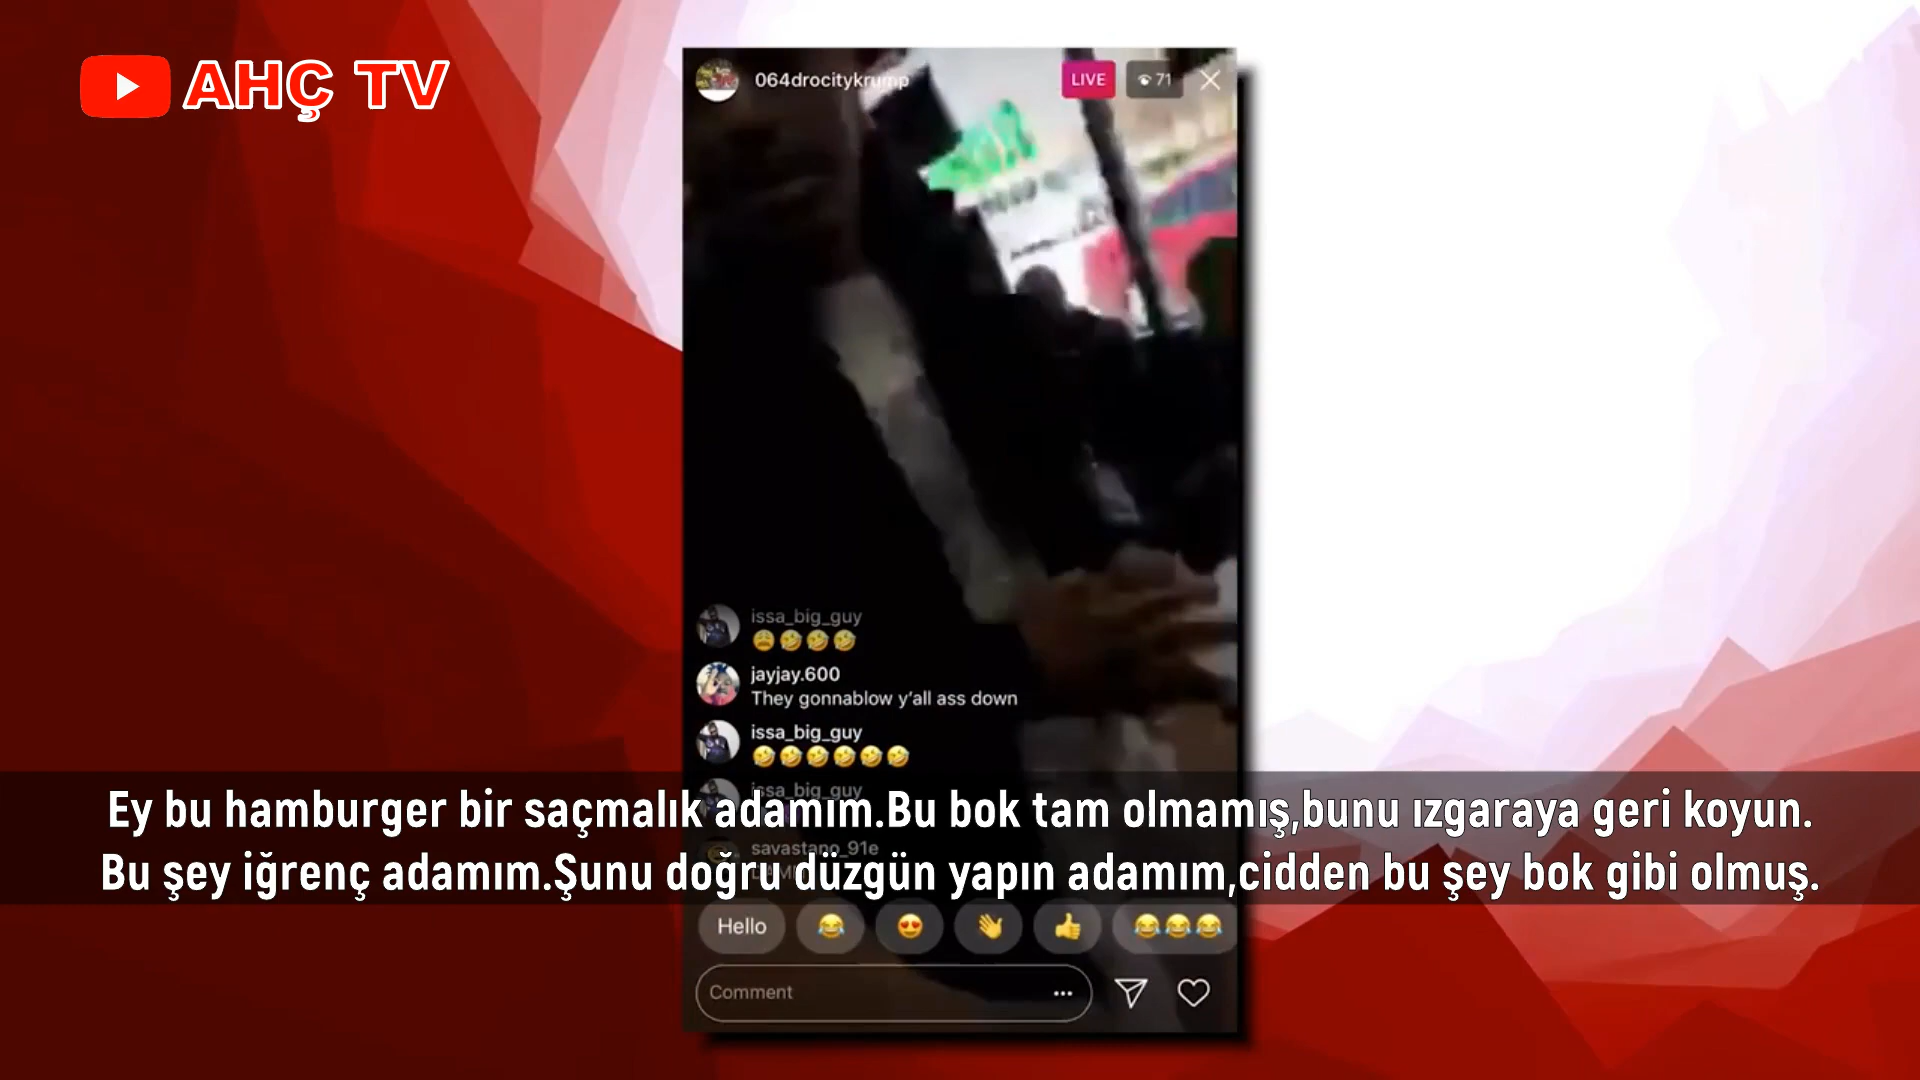 AHÇ TV
064drocitykrump
LIVE
71
issa_big_guy
😩🤣🤣🤣
jayjay.600
They gonnablow y'all ass down
issa_big_guy
🤣🤣🤣🤣🤣🤣
issa_big_guy
Ey bu hamburger bir saçmalık adamım.Bu bok tam olmamış,bunu ızgaraya geri koyun.
savastano_91e
Bu şey iğrenç adamım.Şunu doğru düzgün yapın adamım,cidden bu şey bok gibi olmuş.
Hello 😂 😍 👋 👍 😂😂😂
Comment